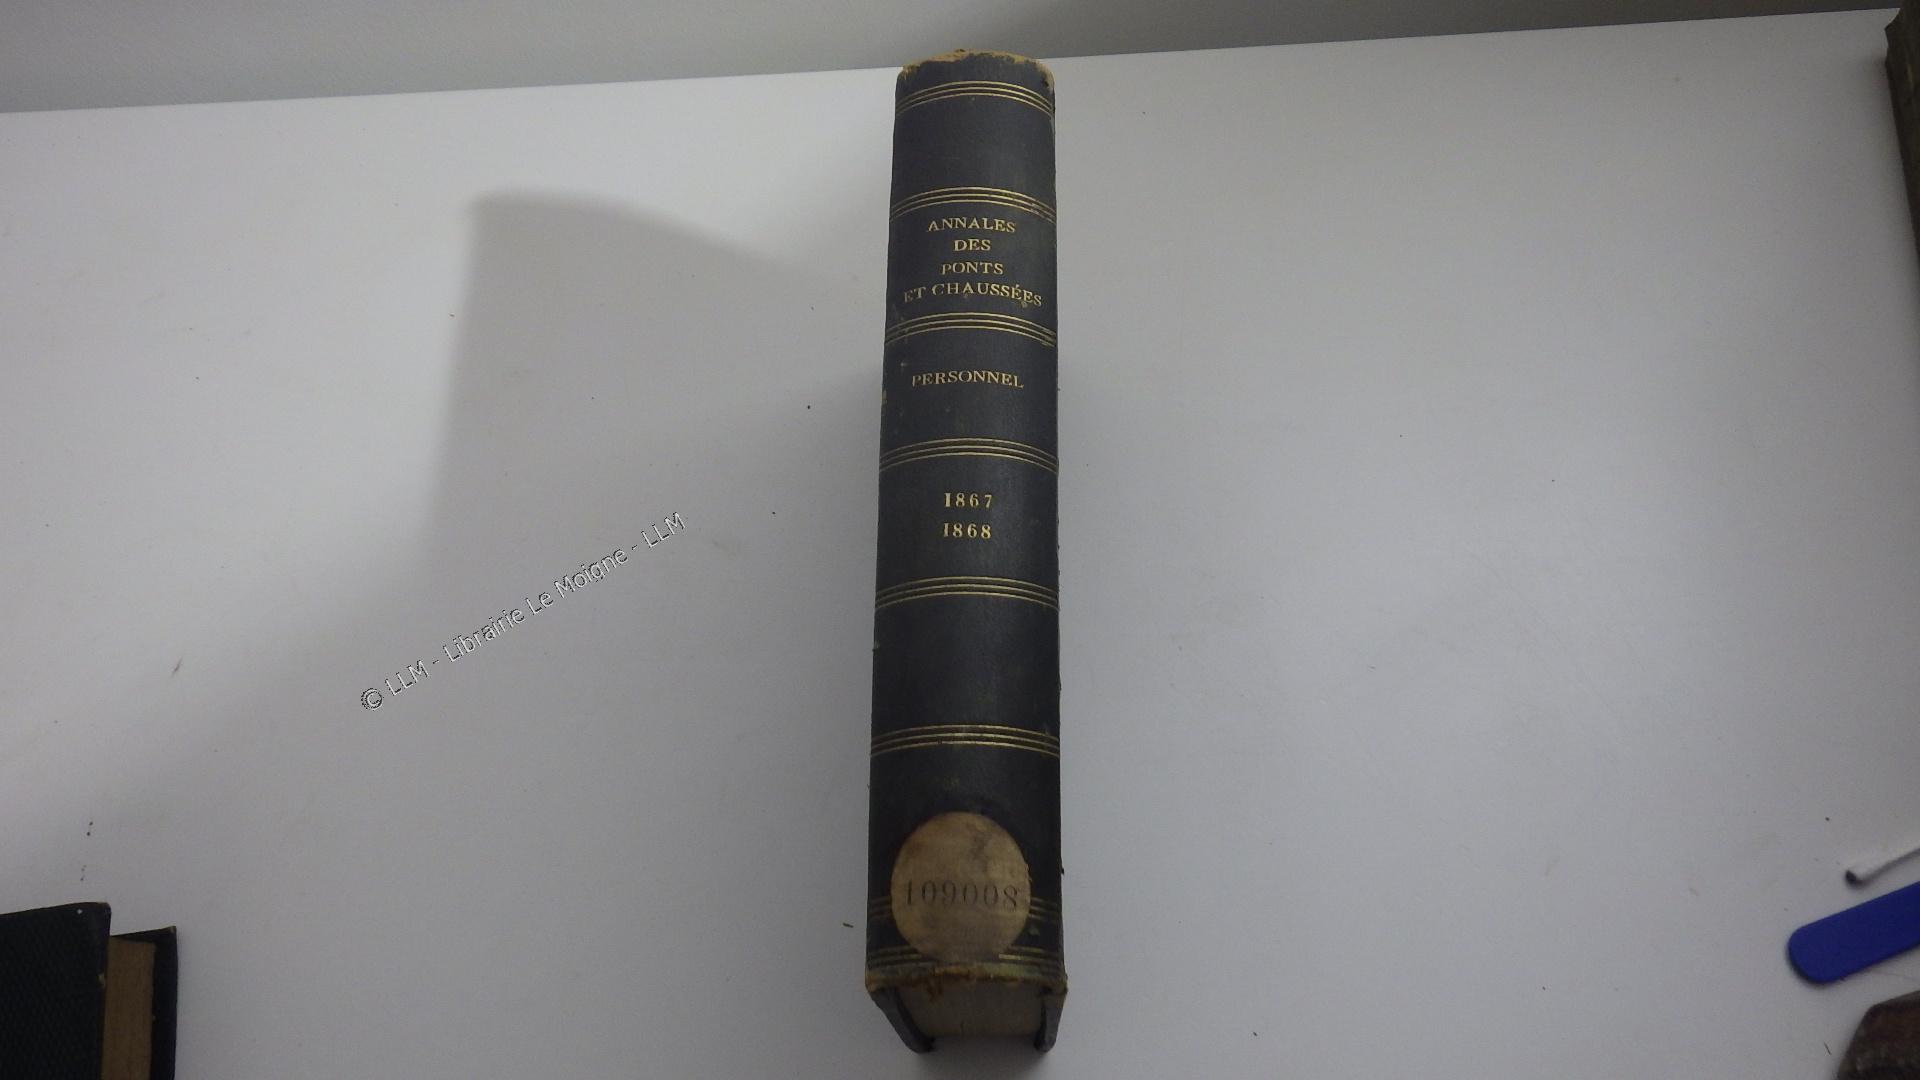 ANNALES
DES
PONTS
ET CHAUSSÉES
PERSONNEL
1867
1868
109008
© LLM - Librairie Le Moigne - LLM